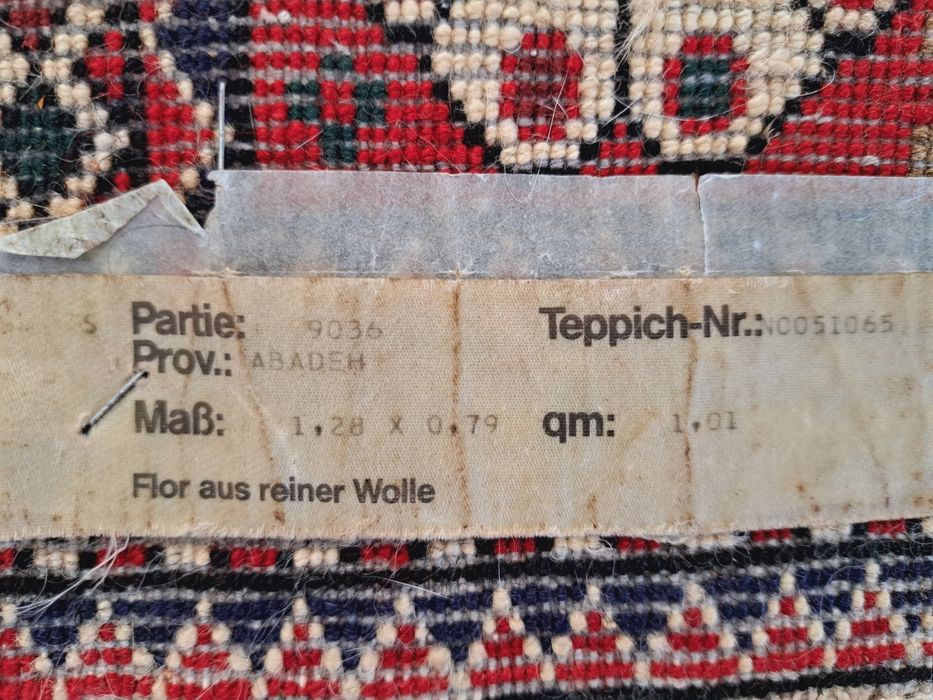 Partie: 9036 Teppich-Nr.: N0051065
Prov.: ABADEH
Maß: 1,28 X 0,79 qm: 1,01
Flor aus reiner Wolle